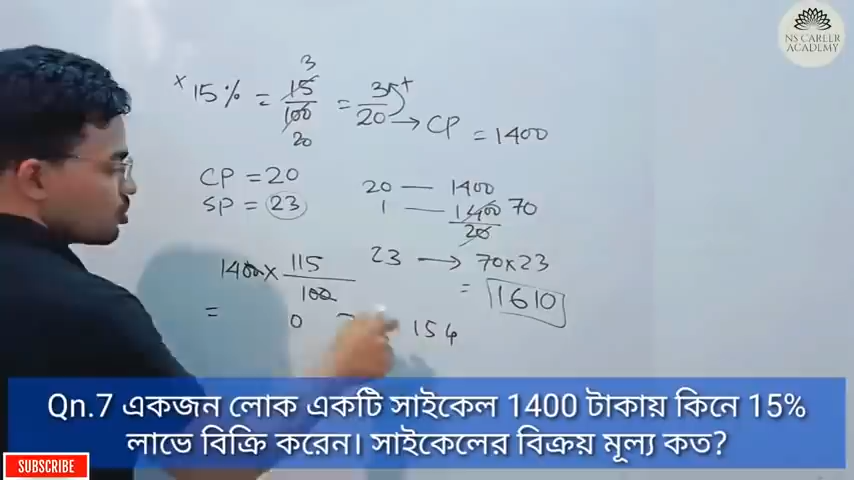 NS CAREER
ACADEMY
× 15% = 15/100 = 3+/20 → CP = 1400
3
20
CP = 20
SP = 23
20 — 1400
1 — 1400/20 70
23 → 70×23
= 1610
1400 × 115/100
=
0
154
Qn.7 একজন লোক একটি সাইকেল 1400 টাকায় কিনে 15%
লাভে বিক্রি করেন। সাইকেলের বিক্রয় মূল্য কত?
SUBSCRIBE